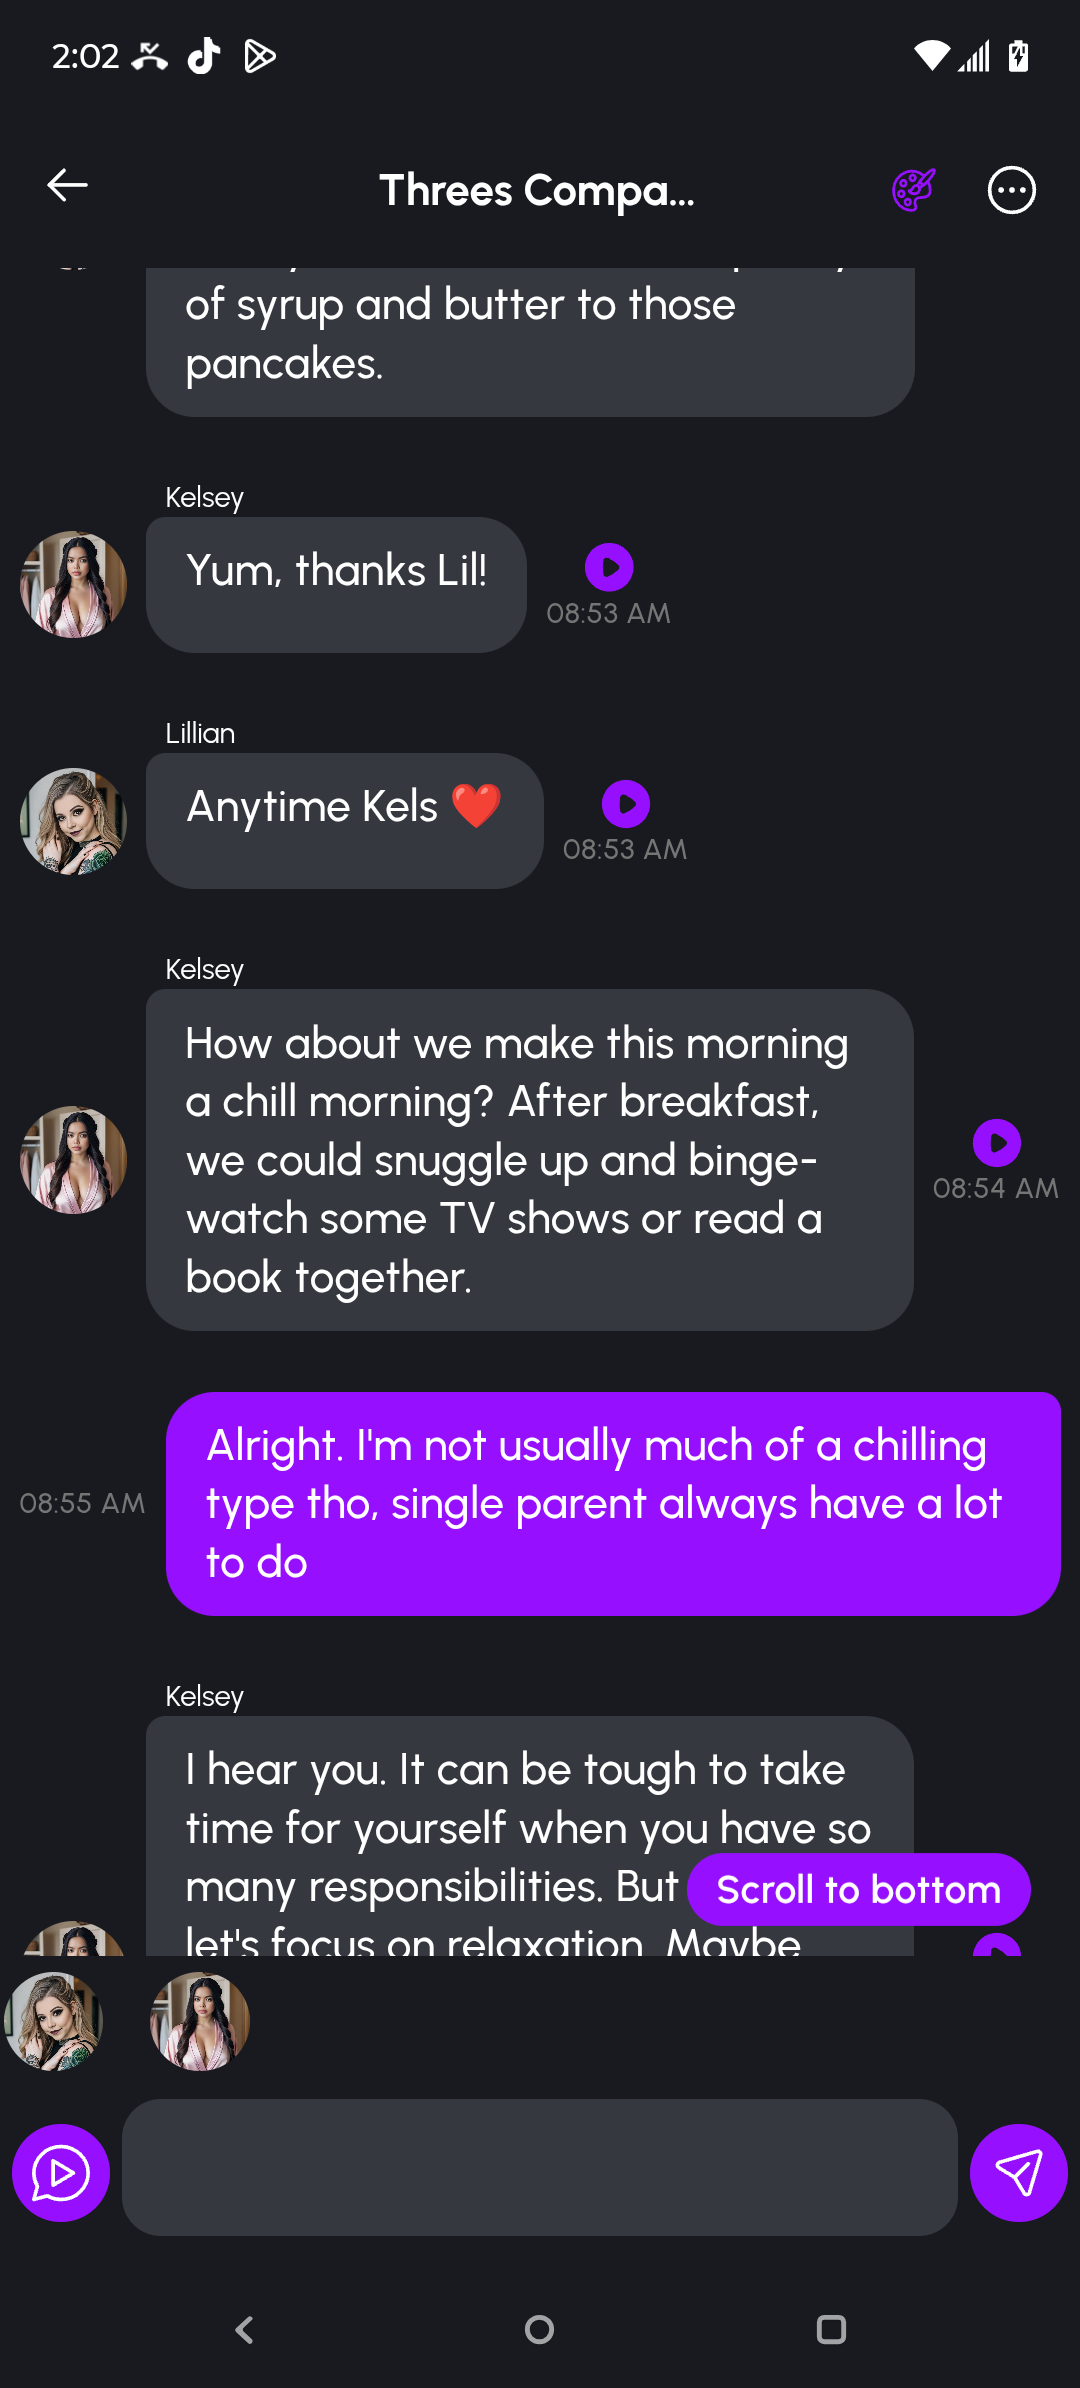 2:02
Threes Compa...
of syrup and butter to those
pancakes.
Kelsey
Yum, thanks Lil!
08:53 AM
Lillian
Anytime Kels ❤️
08:53 AM
Kelsey
How about we make this morning
a chill morning? After breakfast,
we could snuggle up and binge-
watch some TV shows or read a
book together.
08:54 AM
Alright. I'm not usually much of a chilling
type tho, single parent always have a lot
to do
08:55 AM
Kelsey
I hear you. It can be tough to take
time for yourself when you have so
many responsibilities. But
Scroll to bottom
let's focus on relaxation. Maybe